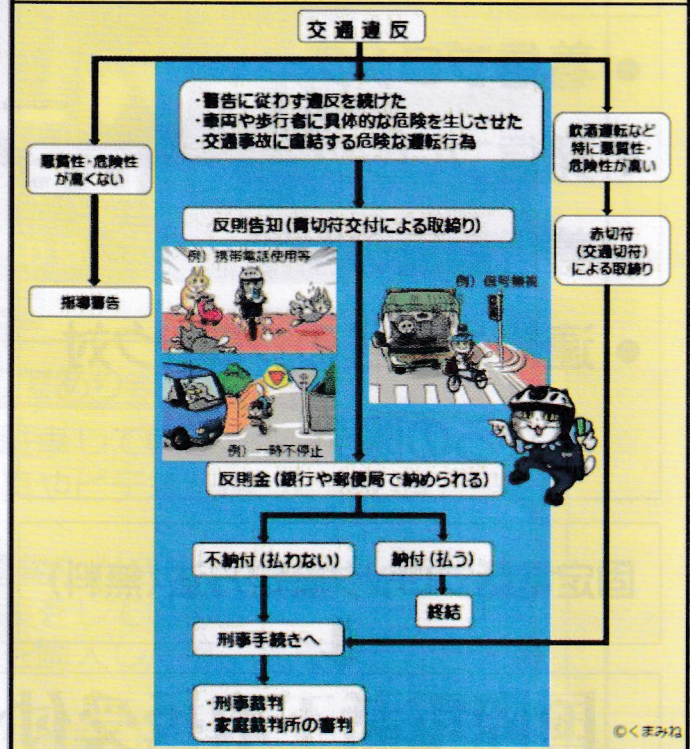 交通違反
・警告に従わず違反を続けた
・車両や歩行者に具体的な危険を生じさせた
・交通事故に直結する危険な運転行為
悪質性・危険性
が高くない
指導警告
飲酒運転など
特に悪質性・
危険性が高い
赤切符
(交通切符)
による取締り
反則告知(青切符交付による取締り)
例）携帯電話使用等
例）信号無視
例）一時不停止
反則金(銀行や郵便局で納められる)
不納付(払わない)
納付(払う)
終結
刑事手続きへ
・刑事裁判
・家庭裁判所の審判
©くまみね